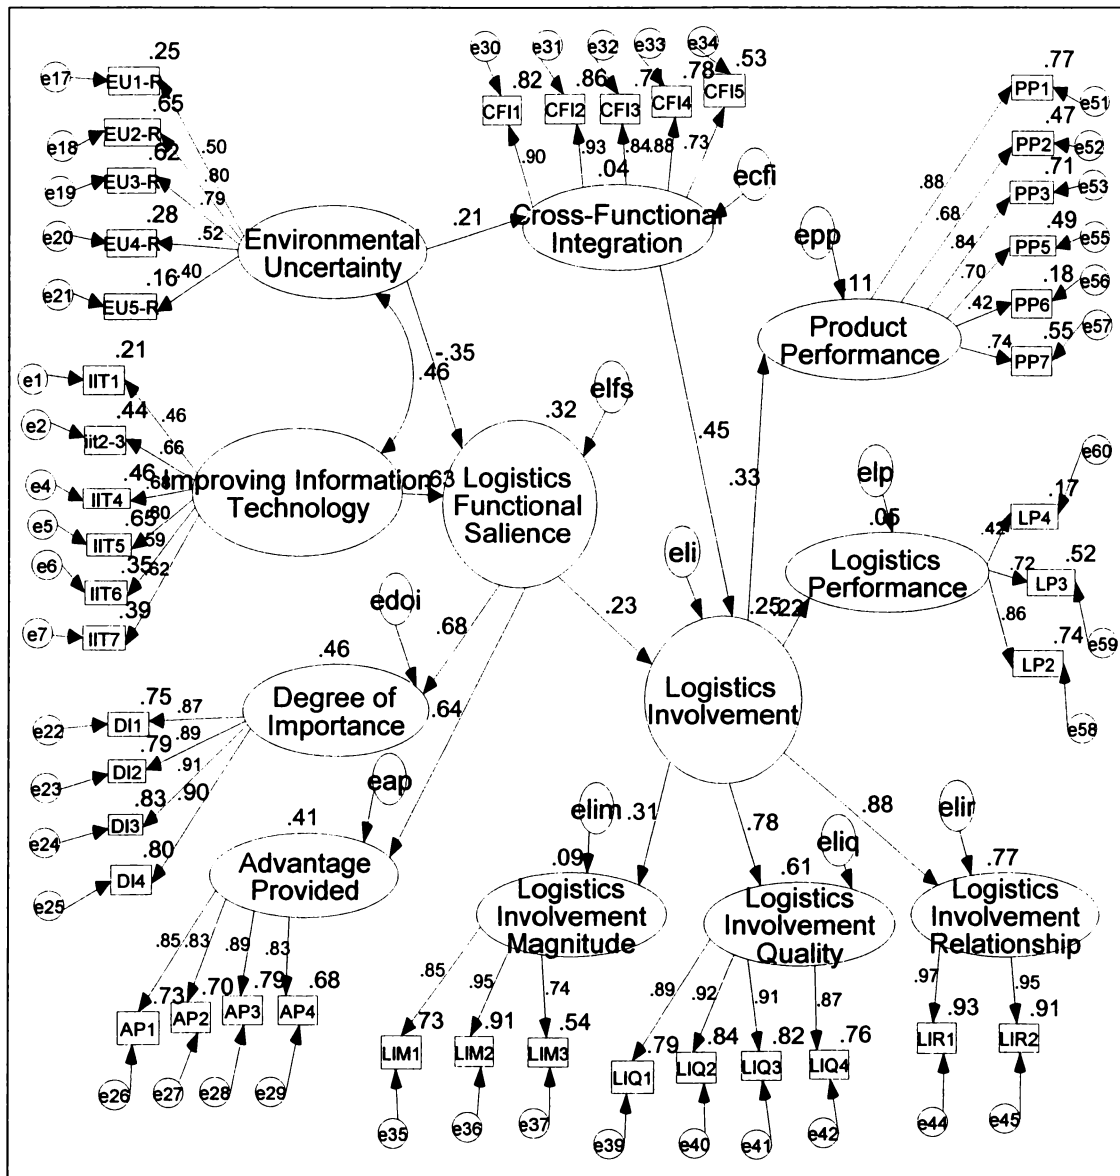 .25
e17
EU1-R
.65
e18
EU2-R
.62
e19
EU3-R
.28
e20
EU4-R
.16
e21
EU5-R
.50
.80
.79
.52
.40
Environmental
Uncertainty
e30
e31
e32
e33
e34
.82
.86
.7
.78
.53
CFI1
CFI2
CFI3
CFI4
CFI5
.90
.93
.84
.88
.73
.04
ecfi
.21
Cross-Functional
Integration
.77
PP1
e51
.47
PP2
e52
.71
PP3
e53
.49
PP5
e55
.18
PP6
e56
.55
PP7
e57
.88
.68
.84
.70
.42
.74
epp
.11
Product
Performance
-.35
.46
.21
e1
IIT1
.44
e2
iit2-3
.46
e4
IIT4
.65
e5
IIT5
.35
e6
IIT6
.39
e7
IIT7
.46
.66
.68
.80
.59
.62
Improving Information
Technology
.63
.32
elfs
Logistics
Functional
Salience
.45
.33
elp
.05
Logistics
Performance
e60
.17
LP4
.42
.52
.72
LP3
e59
.86
.74
LP2
e58
eli
.25
.22
.23
Logistics
Involvement
edoi
.68
.46
Degree of
Importance
.64
.75
e22
DI1
.87
.79
e23
DI2
.89
.83
e24
DI3
.91
.80
e25
DI4
.90
eap
.41
Advantage
Provided
.85
.83
.89
.83
.73
.70
.79
.68
AP1
AP2
AP3
AP4
e26
e27
e28
e29
elim
.31
.09
Logistics
Involvement
Magnitude
.85
.95
.74
.73
.91
.54
LIM1
LIM2
LIM3
e35
e36
e37
.78
eliq
.61
Logistics
Involvement
Quality
.89
.92
.91
.87
.79
.84
.82
.76
LIQ1
LIQ2
LIQ3
LIQ4
e39
e40
e41
e42
.88
elir
.77
Logistics
Involvement
Relationship
.97
.95
.93
.91
LIR1
LIR2
e44
e45